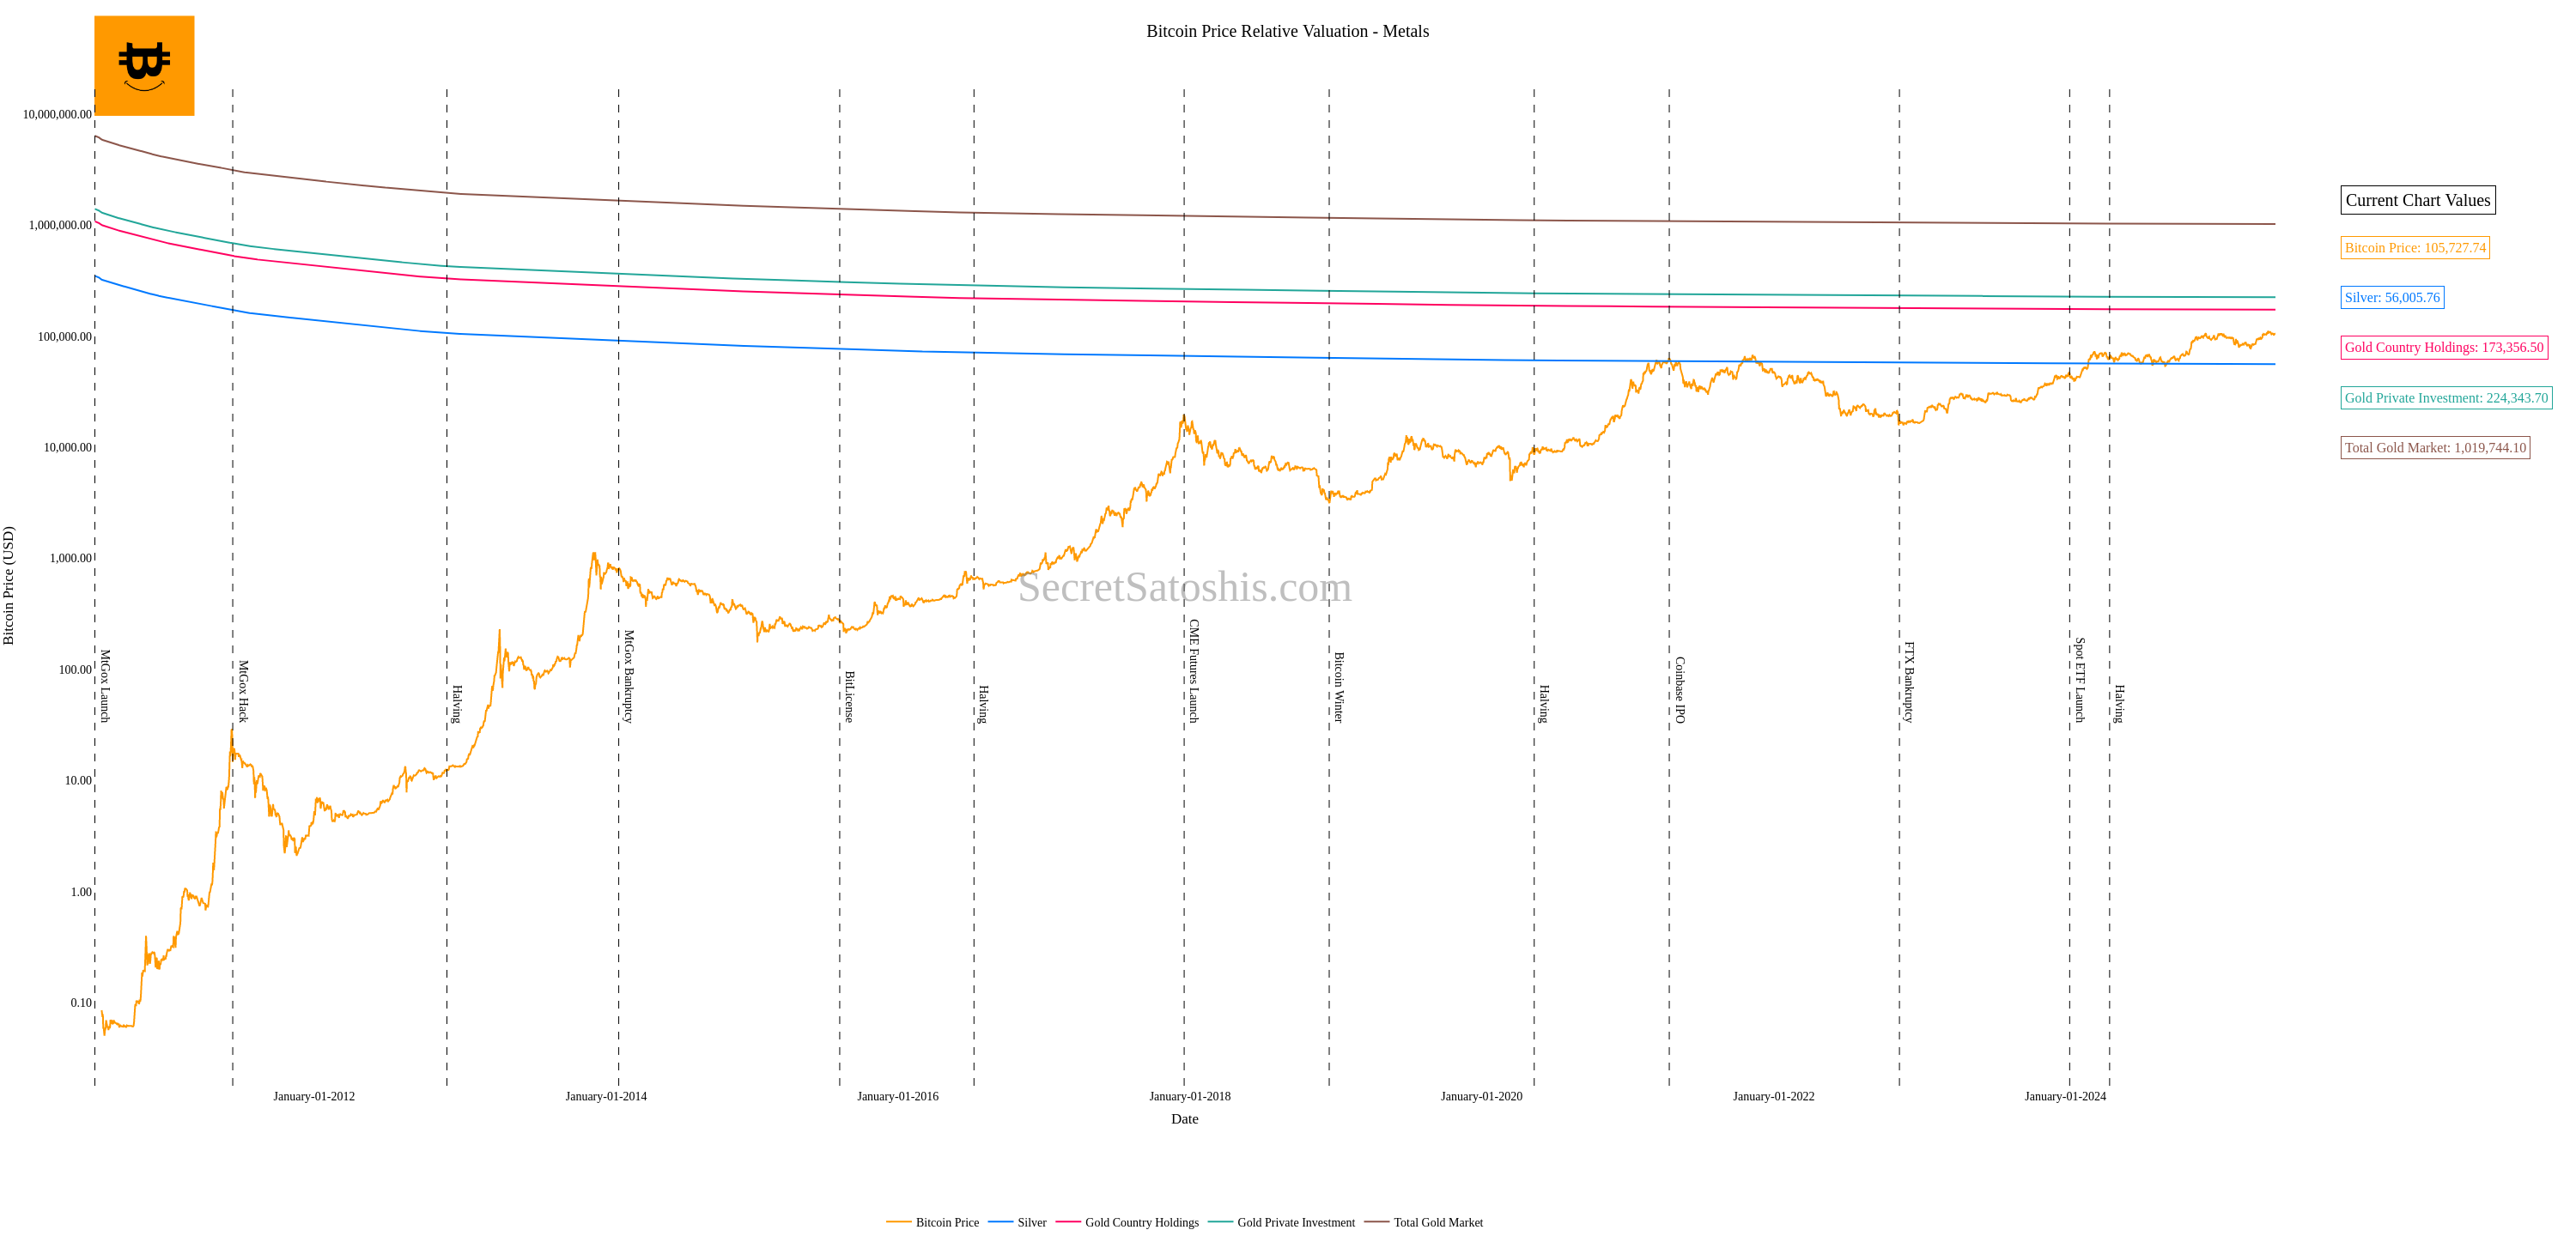 Bitcoin Price Relative Valuation - Metals
10,000,000.00
1,000,000.00
100,000.00
10,000.00
1,000.00
100.00
10.00
1.00
0.10
Bitcoin Price (USD)
MtGox Launch
MtGox Hack
Halving
MtGox Bankruptcy
BitLicense
Halving
CME Futures Launch
Bitcoin Winter
Halving
Coinbase IPO
FTX Bankruptcy
Spot ETF Launch
Halving
SecretSatoshis.com
January-01-2012
January-01-2014
January-01-2016
January-01-2018
January-01-2020
January-01-2022
January-01-2024
Date
Current Chart Values
Bitcoin Price: 105,727.74
Silver: 56,005.76
Gold Country Holdings: 173,356.50
Gold Private Investment: 224,343.70
Total Gold Market: 1,019,744.10
Bitcoin Price
Silver
Gold Country Holdings
Gold Private Investment
Total Gold Market